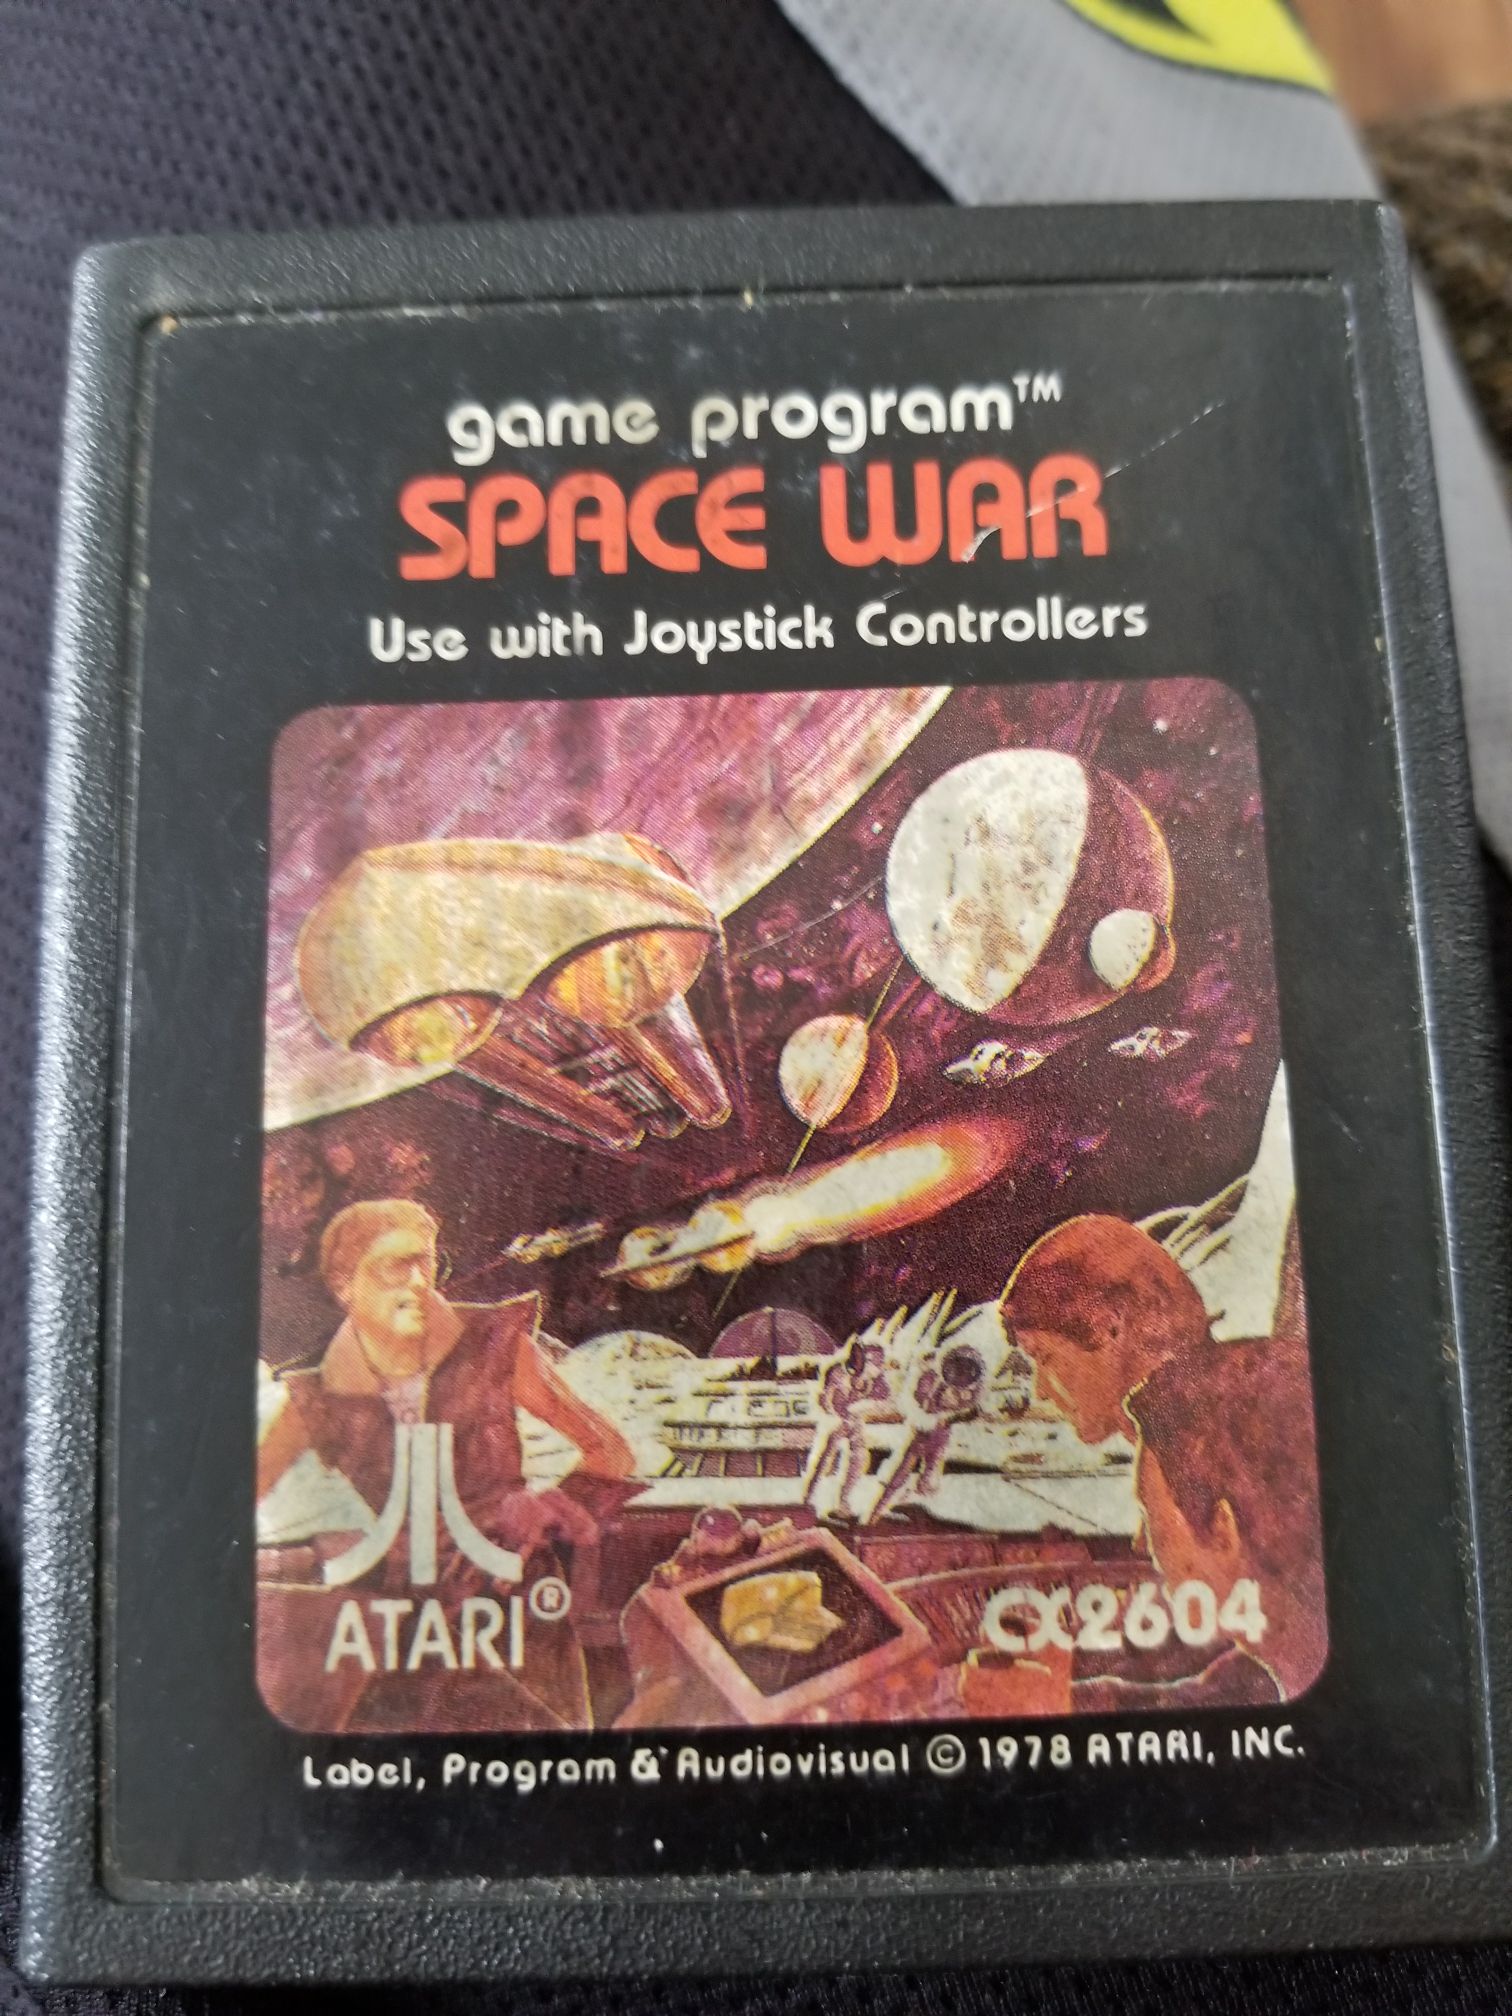 game program™
SPACE WAR
Use with Joystick Controllers
ATARI®
CX2604
Label, Program & Audiovisual © 1978 ATARI, INC.